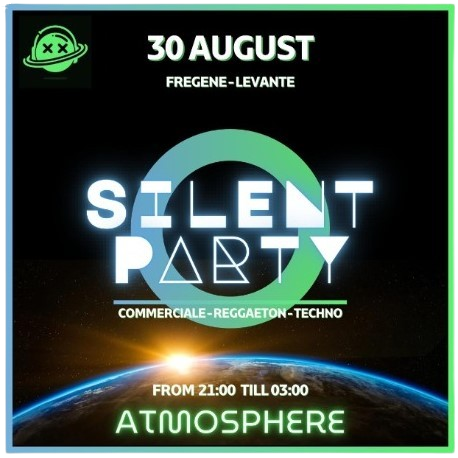 30 AUGUST
FREGENE-LEVANTE
SILENT
PARTY
COMMERCIALE-REGGAETON-TECHNO
FROM 21:00 TILL 03:00
ATMOSPHERE